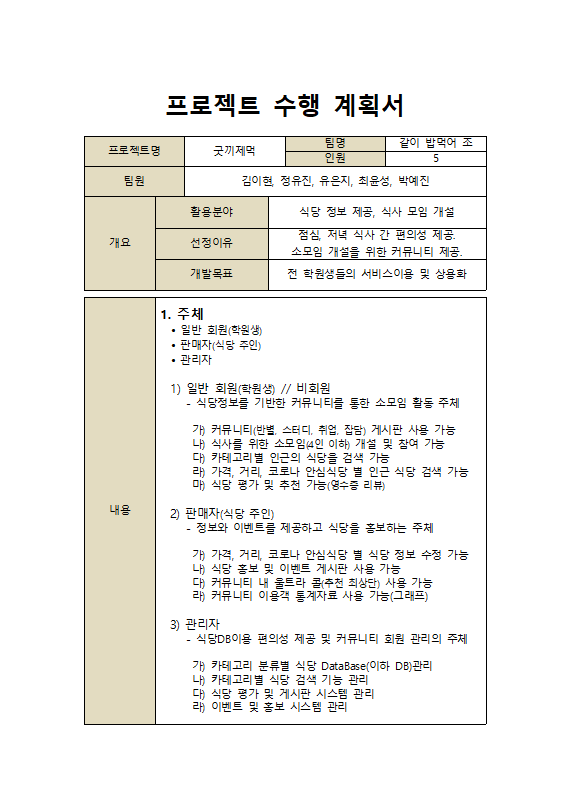 프로젝트 수행 계획서
프로젝트명
굿끼제먹
팀명
같이 밥먹어 조
인원
5
팀원
김이현, 정유진, 유은지, 최윤성, 박예진
개요
활용분야
식당 정보 제공, 식사 모임 개설
선정이유
점심, 저녁 식사 간 편의성 제공.
소모임 개설을 위한 커뮤니티 제공.
개발목표
전 학원생들의 서비스이용 및 상용화
내용
1. 주체
• 일반 회원(학원생)
• 판매자(식당 주인)
• 관리자
1) 일반 회원(학원생) // 비회원
- 식당정보를 기반한 커뮤니티를 통한 소모임 활동 주체
가) 커뮤니티(반별, 스터디, 취업, 잡담) 게시판 사용 가능
나) 식사를 위한 소모임(4인 이하) 개설 및 참여 가능
다) 카테고리별 인근의 식당을 검색 가능
라) 가격, 거리, 코로나 안심식당 별 인근 식당 검색 가능
마) 식당 평가 및 추천 가능(영수증 리뷰)
2) 판매자(식당 주인)
- 정보와 이벤트를 제공하고 식당을 홍보하는 주체
가) 가격, 거리, 코로나 안심식당 별 식당 정보 수정 가능
나) 식당 홍보 및 이벤트 게시판 사용 가능
다) 커뮤니티 내 울트라 콜(추천 최상단) 사용 가능
라) 커뮤니티 이용객 통계자료 사용 가능(그래프)
3) 관리자
- 식당DB이용 편의성 제공 및 커뮤니티 회원 관리의 주체
가) 카테고리 분류별 식당 DataBase(이하 DB)관리
나) 카테고리별 식당 검색 기능 관리
다) 식당 평가 및 게시판 시스템 관리
라) 이벤트 및 홍보 시스템 관리